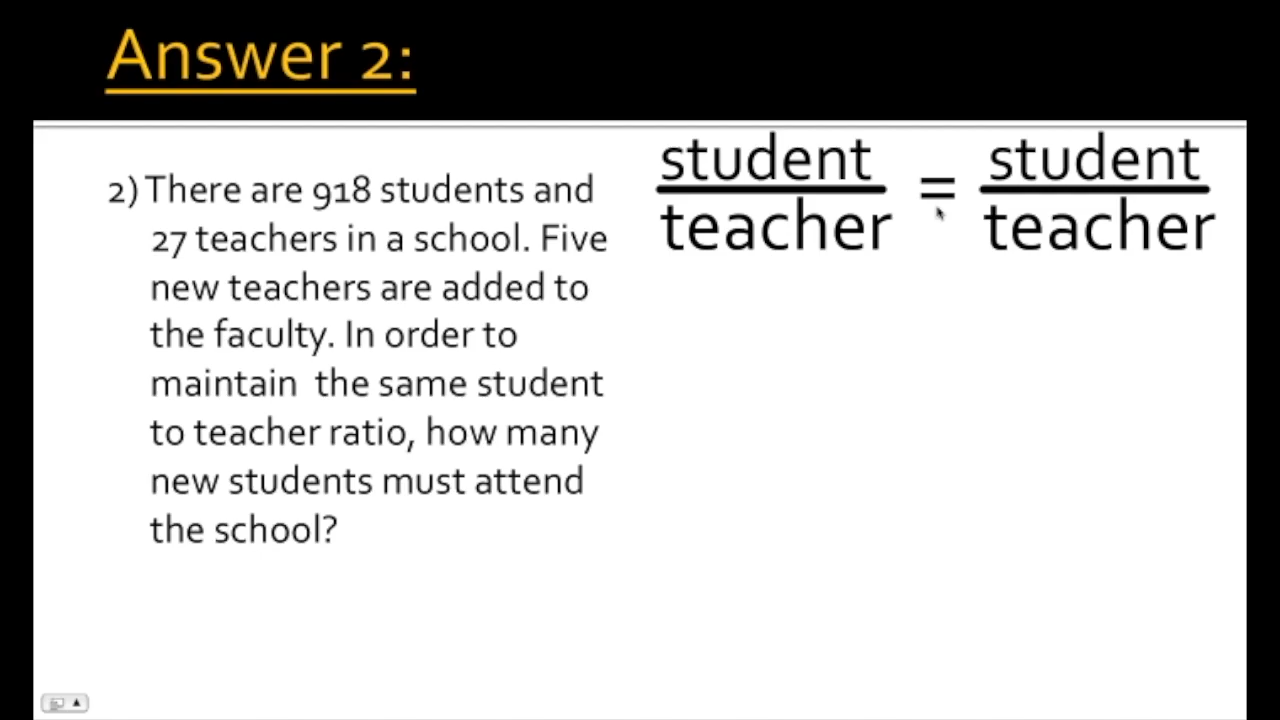 Answer 2:
2) There are 918 students and
27 teachers in a school. Five
new teachers are added to
the faculty. In order to
maintain  the same student
to teacher ratio, how many
new students must attend
the school?
student = student
teacher teacher